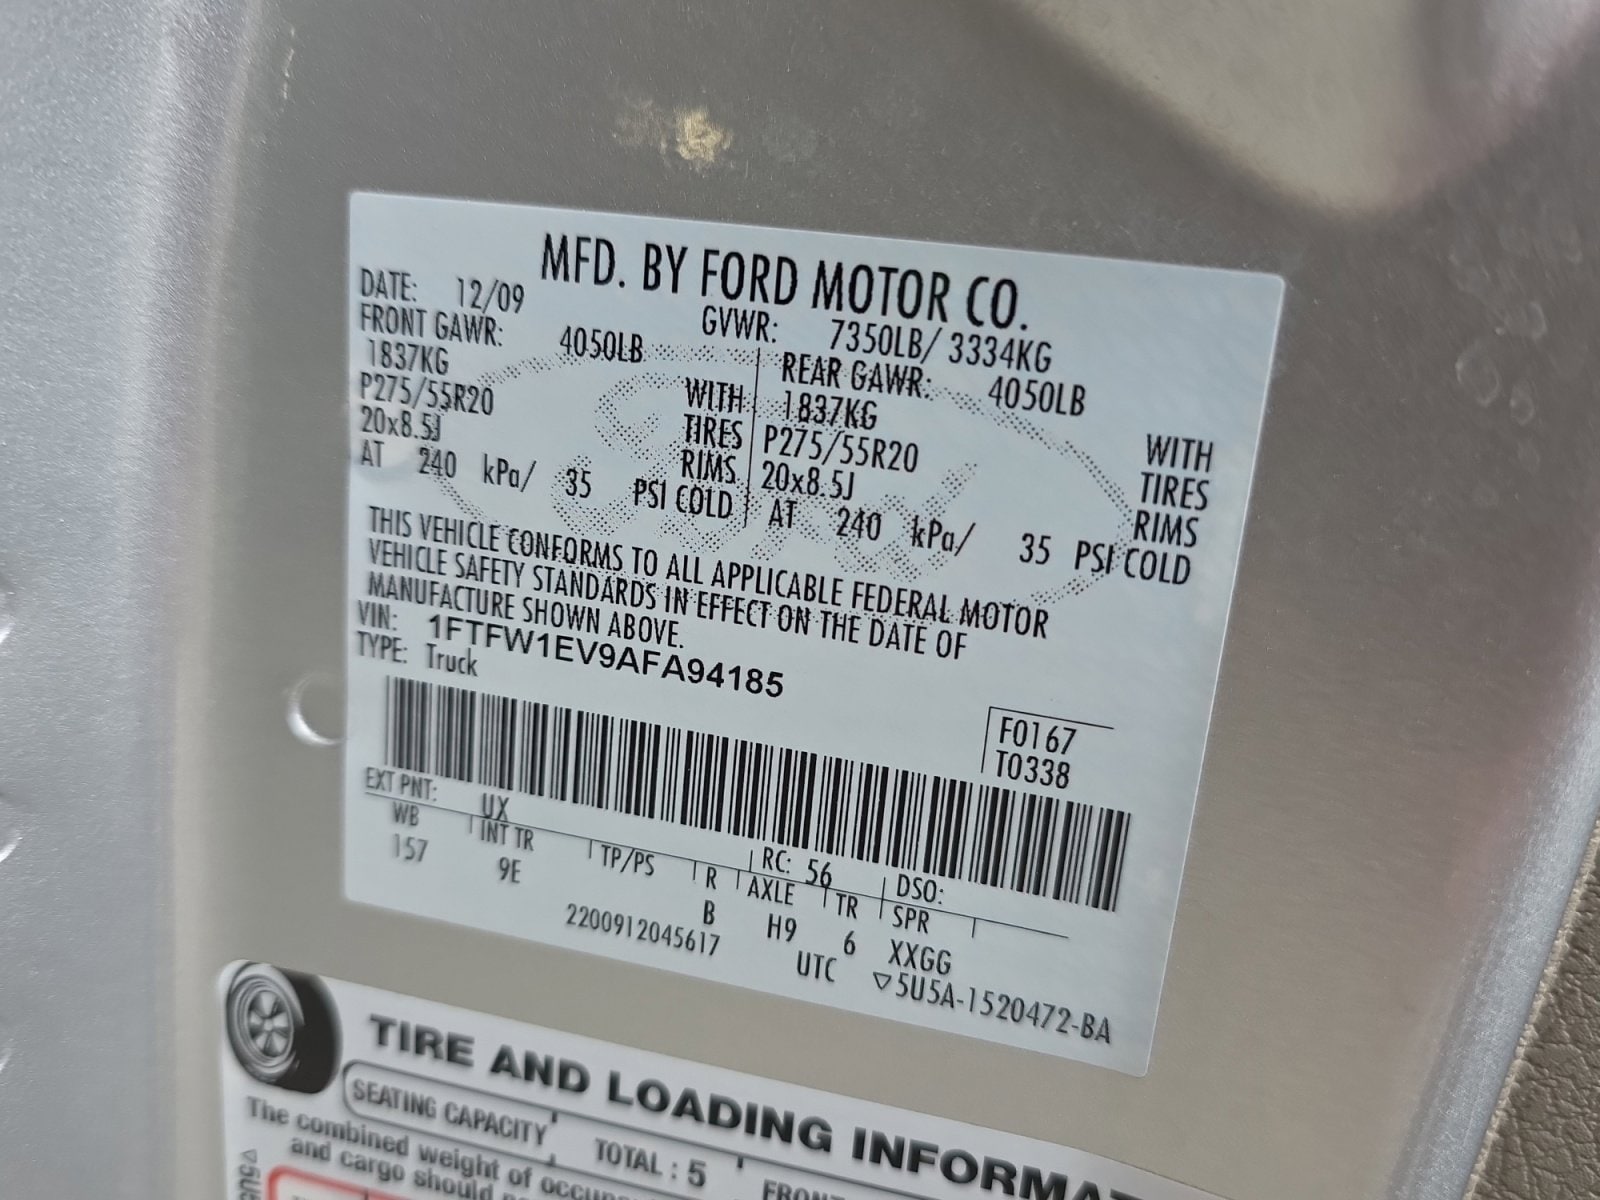 MFD. BY FORD MOTOR CO.
DATE: 12/09 GVWR: 7350LB/ 3334KG
FRONT GAWR: 4050LB REAR GAWR: 4050LB
1837KG WITH 1837KG WITH
P275/55R20 TIRES P275/55R20 TIRES
20x8.5J RIMS 20x8.5J RIMS
AT 240 kPa/ 35 PSI COLD AT 240 kPa/ 35 PSI COLD
THIS VEHICLE CONFORMS TO ALL APPLICABLE FEDERAL MOTOR
VEHICLE SAFETY STANDARDS IN EFFECT ON THE DATE OF
MANUFACTURE SHOWN ABOVE.
VIN: 1FTFW1EV9AFA94185
TYPE: Truck
F0167
T0338
EXT PNT: UX RC: 56 DSO:
WB INT TR TP/PS R AXLE TR SPR
157 9E B H9 6 XXGG
2200912045617 UTC ▽5U5A-1520472-BA
TIRE AND LOADING
SEATING CAPACITY TOTAL : 5
The combined weight of
and cargo should